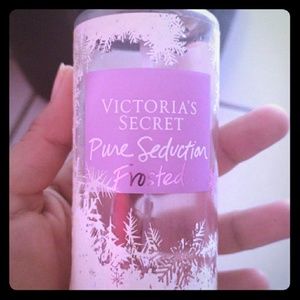 VICTORIA'S
SECRET
Pure Seduction
Frosted